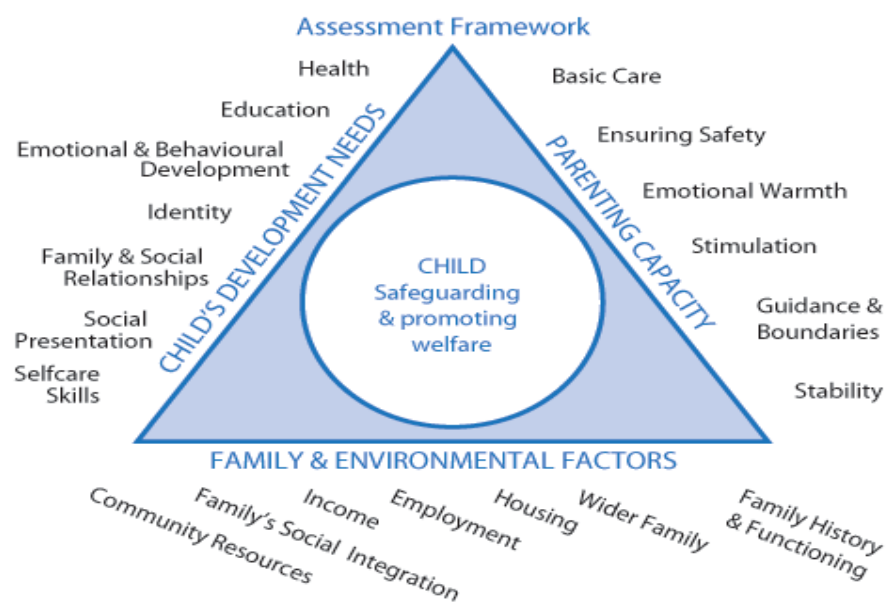 Assessment Framework
Health
Education
Emotional & Behavioural
Development
Identity
Family & Social
Relationships
Social
Presentation
Selfcare
Skills
CHILD'S DEVELOPMENT NEEDS
CHILD
Safeguarding
& promoting
welfare
PARENTING CAPACITY
Basic Care
Ensuring Safety
Emotional Warmth
Stimulation
Guidance &
Boundaries
Stability
FAMILY & ENVIRONMENTAL FACTORS
Community Resources
Family's Social Integration
Income
Employment
Housing
Wider Family
Family History
& Functioning